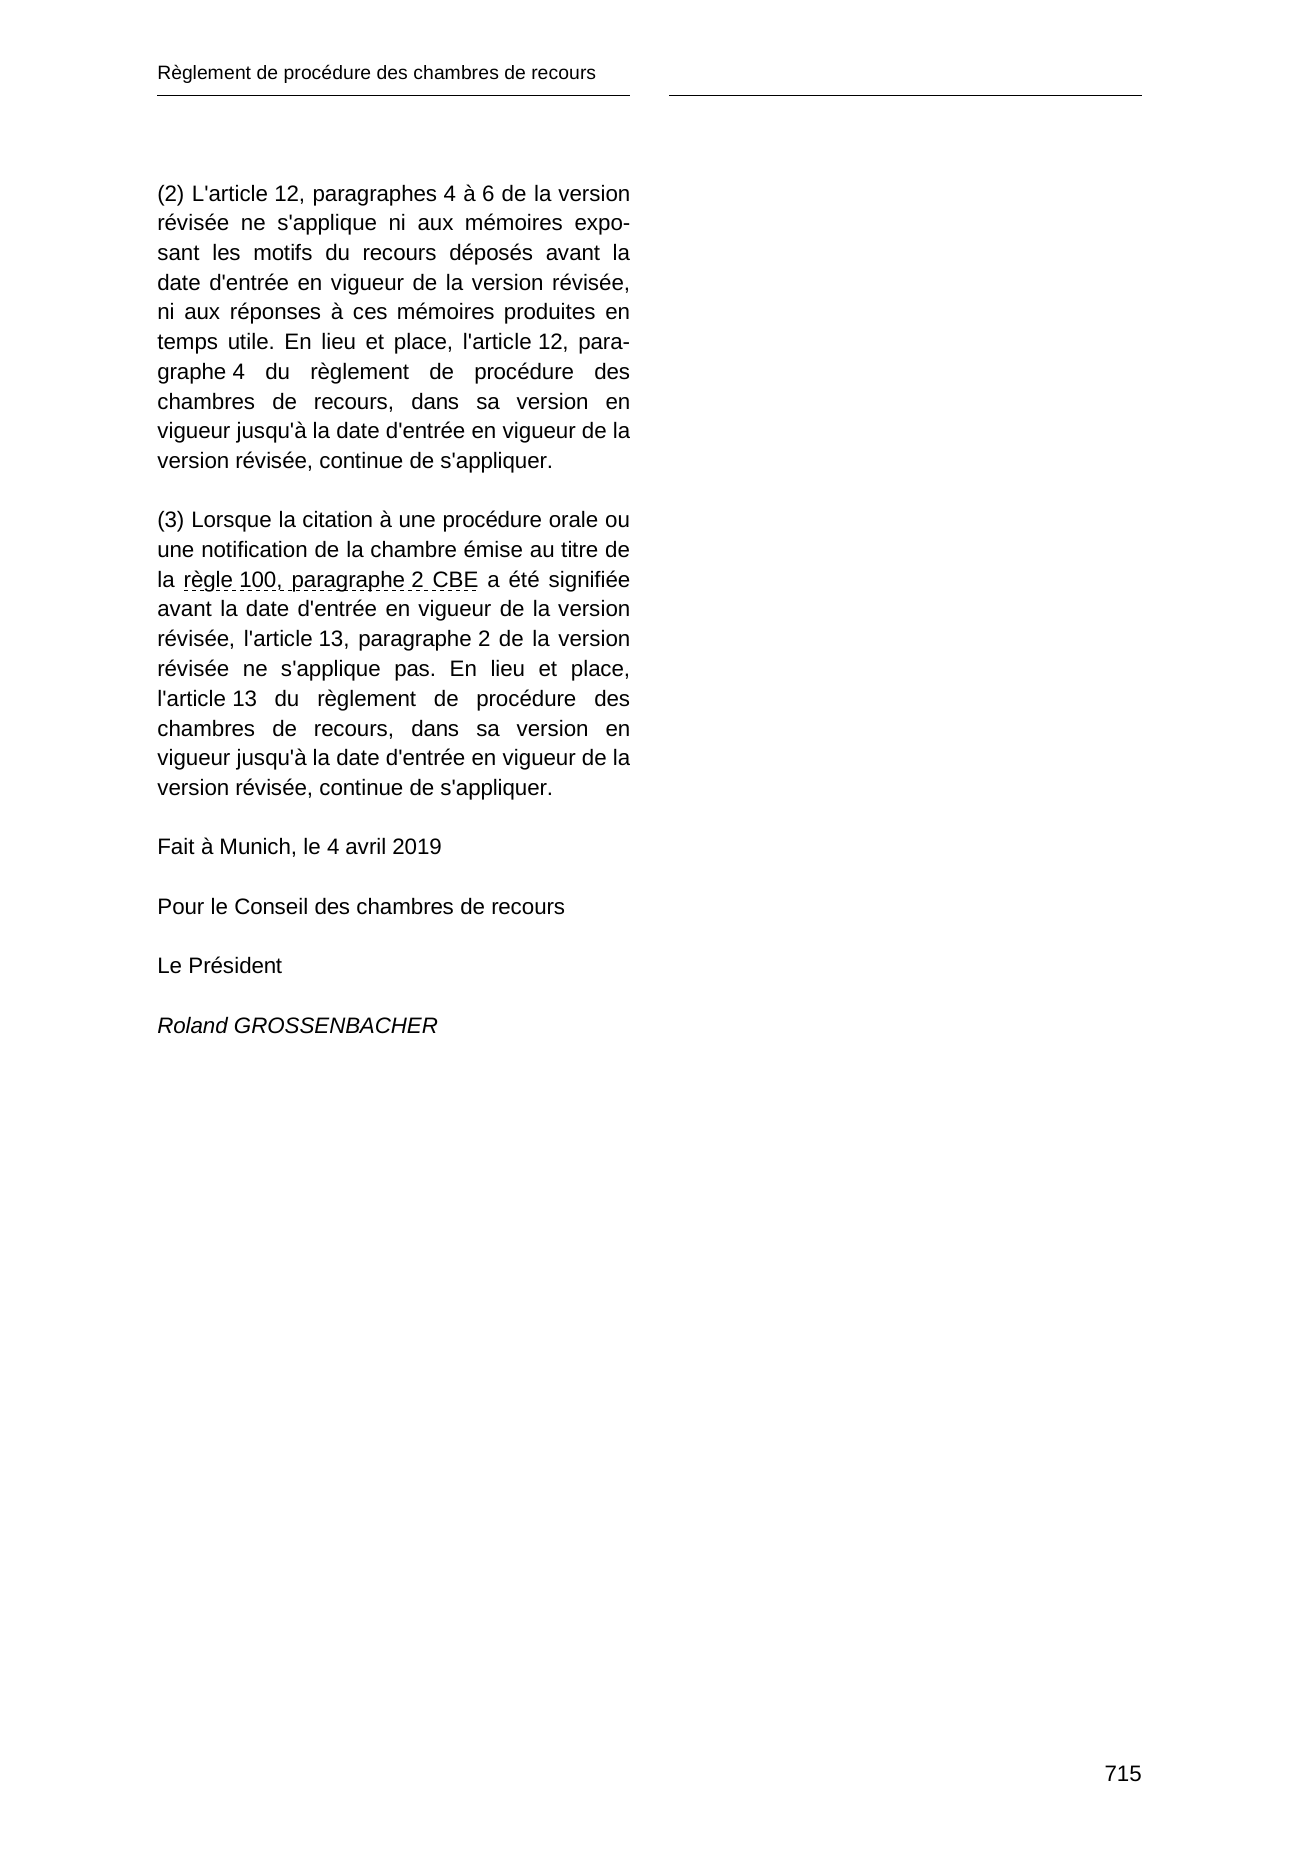 Règlement de procédure des chambres de recours
(2) L'article 12, paragraphes 4 à 6 de la version
révisée ne s'applique ni aux mémoires expo-
sant les motifs du recours déposés avant la
date d'entrée en vigueur de la version révisée,
ni aux réponses à ces mémoires produites en
temps utile. En lieu et place, l'article 12, para-
graphe 4 du règlement de procédure des
chambres de recours, dans sa version en
vigueur jusqu'à la date d'entrée en vigueur de la
version révisée, continue de s'appliquer.
(3) Lorsque la citation à une procédure orale ou
une notification de la chambre émise au titre de
la règle 100, paragraphe 2 CBE a été signifiée
avant la date d'entrée en vigueur de la version
révisée, l'article 13, paragraphe 2 de la version
révisée ne s'applique pas. En lieu et place,
l'article 13 du règlement de procédure des
chambres de recours, dans sa version en
vigueur jusqu'à la date d'entrée en vigueur de la
version révisée, continue de s'appliquer.
Fait à Munich, le 4 avril 2019
Pour le Conseil des chambres de recours
Le Président
Roland GROSSENBACHER
715